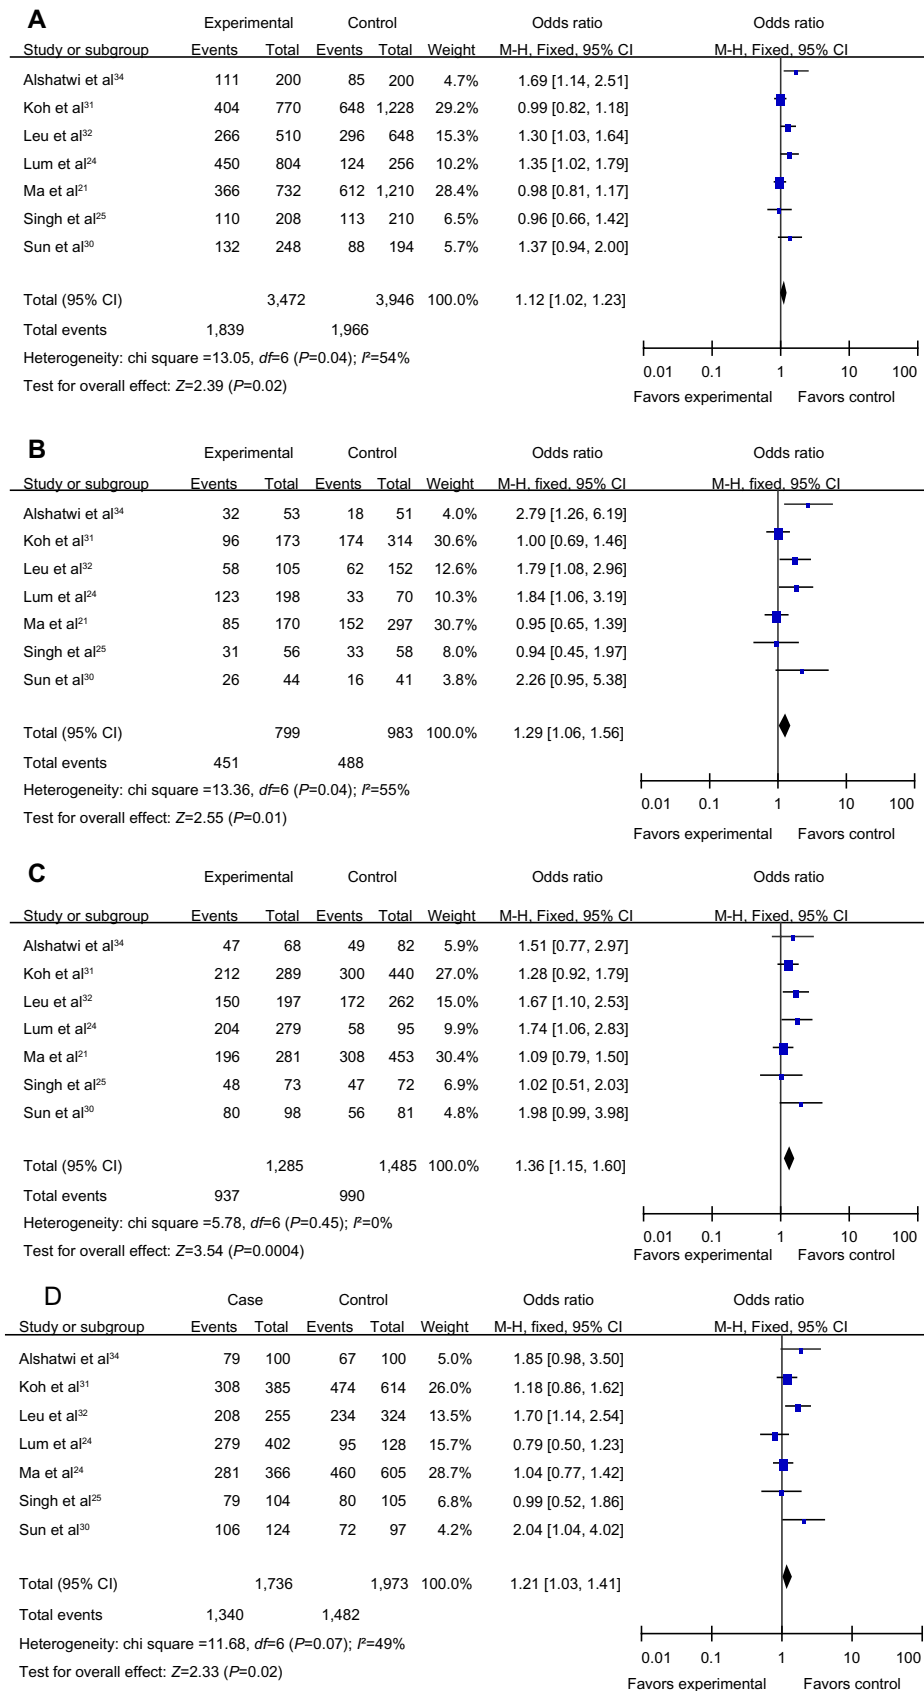 A
Experimental Control Odds ratio Odds ratio
Study or subgroup Events Total Events Total Weight M-H, Fixed, 95% CI M-H, Fixed, 95% CI
Alshatwi et al34 111 200 85 200 4.7% 1.69 [1.14, 2.51]
Koh et al31 404 770 648 1,228 29.2% 0.99 [0.82, 1.18]
Leu et al32 266 510 296 648 15.3% 1.30 [1.03, 1.64]
Lum et al24 450 804 124 256 10.2% 1.35 [1.02, 1.79]
Ma et al21 366 732 612 1,210 28.4% 0.98 [0.81, 1.17]
Singh et al25 110 208 113 210 6.5% 0.96 [0.66, 1.42]
Sun et al30 132 248 88 194 5.7% 1.37 [0.94, 2.00]
Total (95% CI) 3,472 3,946 100.0% 1.12 [1.02, 1.23]
Total events 1,839 1,966
Heterogeneity: chi square =13.05, df=6 (P=0.04); I²=54%
0.01 0.1 1 10 100
Test for overall effect: Z=2.39 (P=0.02)
Favors experimental Favors control
B
Experimental Control Odds ratio Odds ratio
Study or subgroup Events Total Events Total Weight M-H, fixed, 95% CI M-H, fixed, 95% CI
Alshatwi et al34 32 53 18 51 4.0% 2.79 [1.26, 6.19]
Koh et al31 96 173 174 314 30.6% 1.00 [0.69, 1.46]
Leu et al32 58 105 62 152 12.6% 1.79 [1.08, 2.96]
Lum et al24 123 198 33 70 10.3% 1.84 [1.06, 3.19]
Ma et al21 85 170 152 297 30.7% 0.95 [0.65, 1.39]
Singh et al25 31 56 33 58 8.0% 0.94 [0.45, 1.97]
Sun et al30 26 44 16 41 3.8% 2.26 [0.95, 5.38]
Total (95% CI) 799 983 100.0% 1.29 [1.06, 1.56]
Total events 451 488
Heterogeneity: chi square =13.36, df=6 (P=0.04); I²=55%
0.01 0.1 1 10 100
Test for overall effect: Z=2.55 (P=0.01)
Favors experimental Favors control
C
Experimental Control Odds ratio Odds ratio
Study or subgroup Events Total Events Total Weight M-H, Fixed, 95% CI M-H, Fixed, 95% CI
Alshatwi et al34 47 68 49 82 5.9% 1.51 [0.77, 2.97]
Koh et al31 212 289 300 440 27.0% 1.28 [0.92, 1.79]
Leu et al32 150 197 172 262 15.0% 1.67 [1.10, 2.53]
Lum et al24 204 279 58 95 9.9% 1.74 [1.06, 2.83]
Ma et al21 196 281 308 453 30.4% 1.09 [0.79, 1.50]
Singh et al25 48 73 47 72 6.9% 1.02 [0.51, 2.03]
Sun et al30 80 98 56 81 4.8% 1.98 [0.99, 3.98]
Total (95% CI) 1,285 1,485 100.0% 1.36 [1.15, 1.60]
Total events 937 990
Heterogeneity: chi square =5.78, df=6 (P=0.45); I²=0%
0.01 0.1 1 10 100
Test for overall effect: Z=3.54 (P=0.0004)
Favors experimental Favors control
D
Case Control Odds ratio Odds ratio
Study or subgroup Events Total Events Total Weight M-H, fixed, 95% CI M-H, Fixed, 95% CI
Alshatwi et al34 79 100 67 100 5.0% 1.85 [0.98, 3.50]
Koh et al31 308 385 474 614 26.0% 1.18 [0.86, 1.62]
Leu et al32 208 255 234 324 13.5% 1.70 [1.14, 2.54]
Lum et al24 279 402 95 128 15.7% 0.79 [0.50, 1.23]
Ma et al24 281 366 460 605 28.7% 1.04 [0.77, 1.42]
Singh et al25 79 104 80 105 6.8% 0.99 [0.52, 1.86]
Sun et al30 106 124 72 97 4.2% 2.04 [1.04, 4.02]
Total (95% CI) 1,736 1,973 100.0% 1.21 [1.03, 1.41]
Total events 1,340 1,482
Heterogeneity: chi square =11.68, df=6 (P=0.07); I²=49%
0.01 0.1 1 10 100
Test for overall effect: Z=2.33 (P=0.02)
Favors experimental Favors control